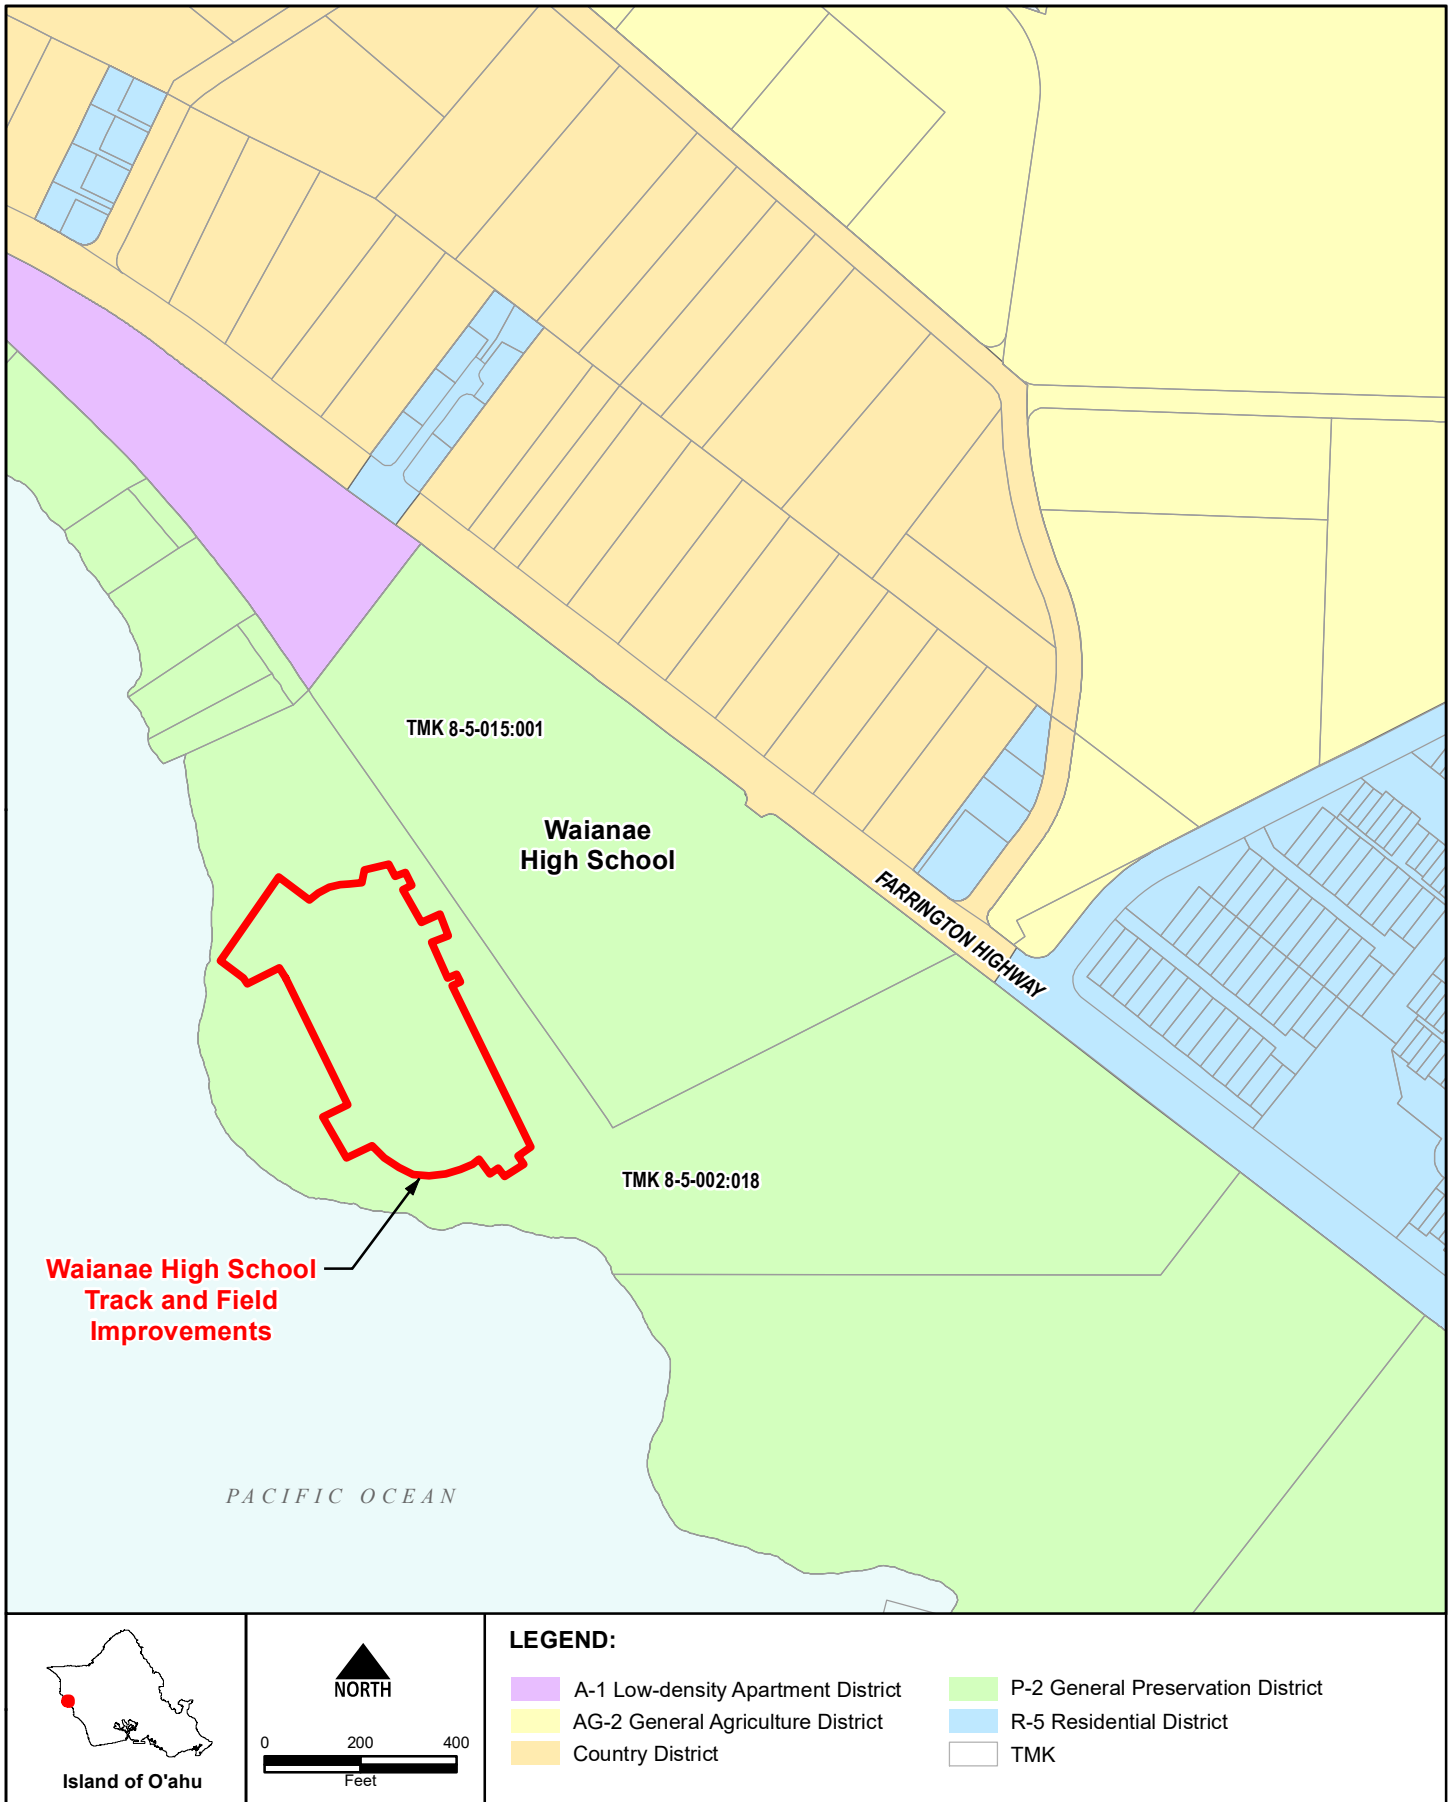 TMK 8-5-015:001
Waianae
High School
FARRINGTON HIGHWAY
TMK 8-5-002:018
Waianae High School
Track and Field
Improvements
PACIFIC OCEAN
Island of O'ahu
NORTH
0 200 400
Feet
LEGEND:
A-1 Low-density Apartment District
AG-2 General Agriculture District
Country District
P-2 General Preservation District
R-5 Residential District
TMK